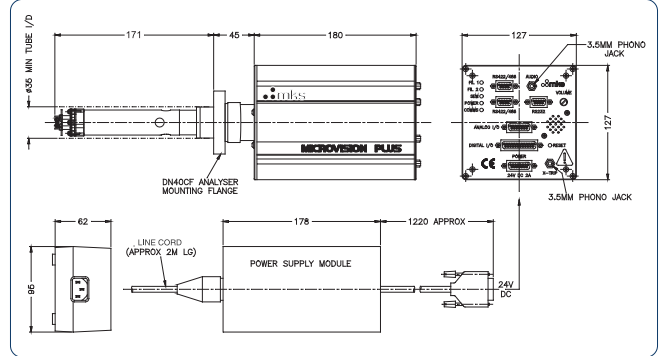 171
45
180
127
ø35 MIN TUBE I/D
3.5MM PHONO
JACK
mks
MICROVISION PLUS
DN40CF ANALYSER
MOUNTING FLANGE
FIL 1
FIL 2
SEM
POWER
COMMS
RS422/485
AUDIO
mks
VOLUME
RS422/485
RS232
ANALOG I/O
DIGITAL I/O
RESET
POWER
CE
24V DC 2A
X-TRIP
127
3.5MM PHONO JACK
62
178
1220 APPROX
95
LINE CORD
(APPROX 2M LG)
POWER SUPPLY MODULE
24V
DC